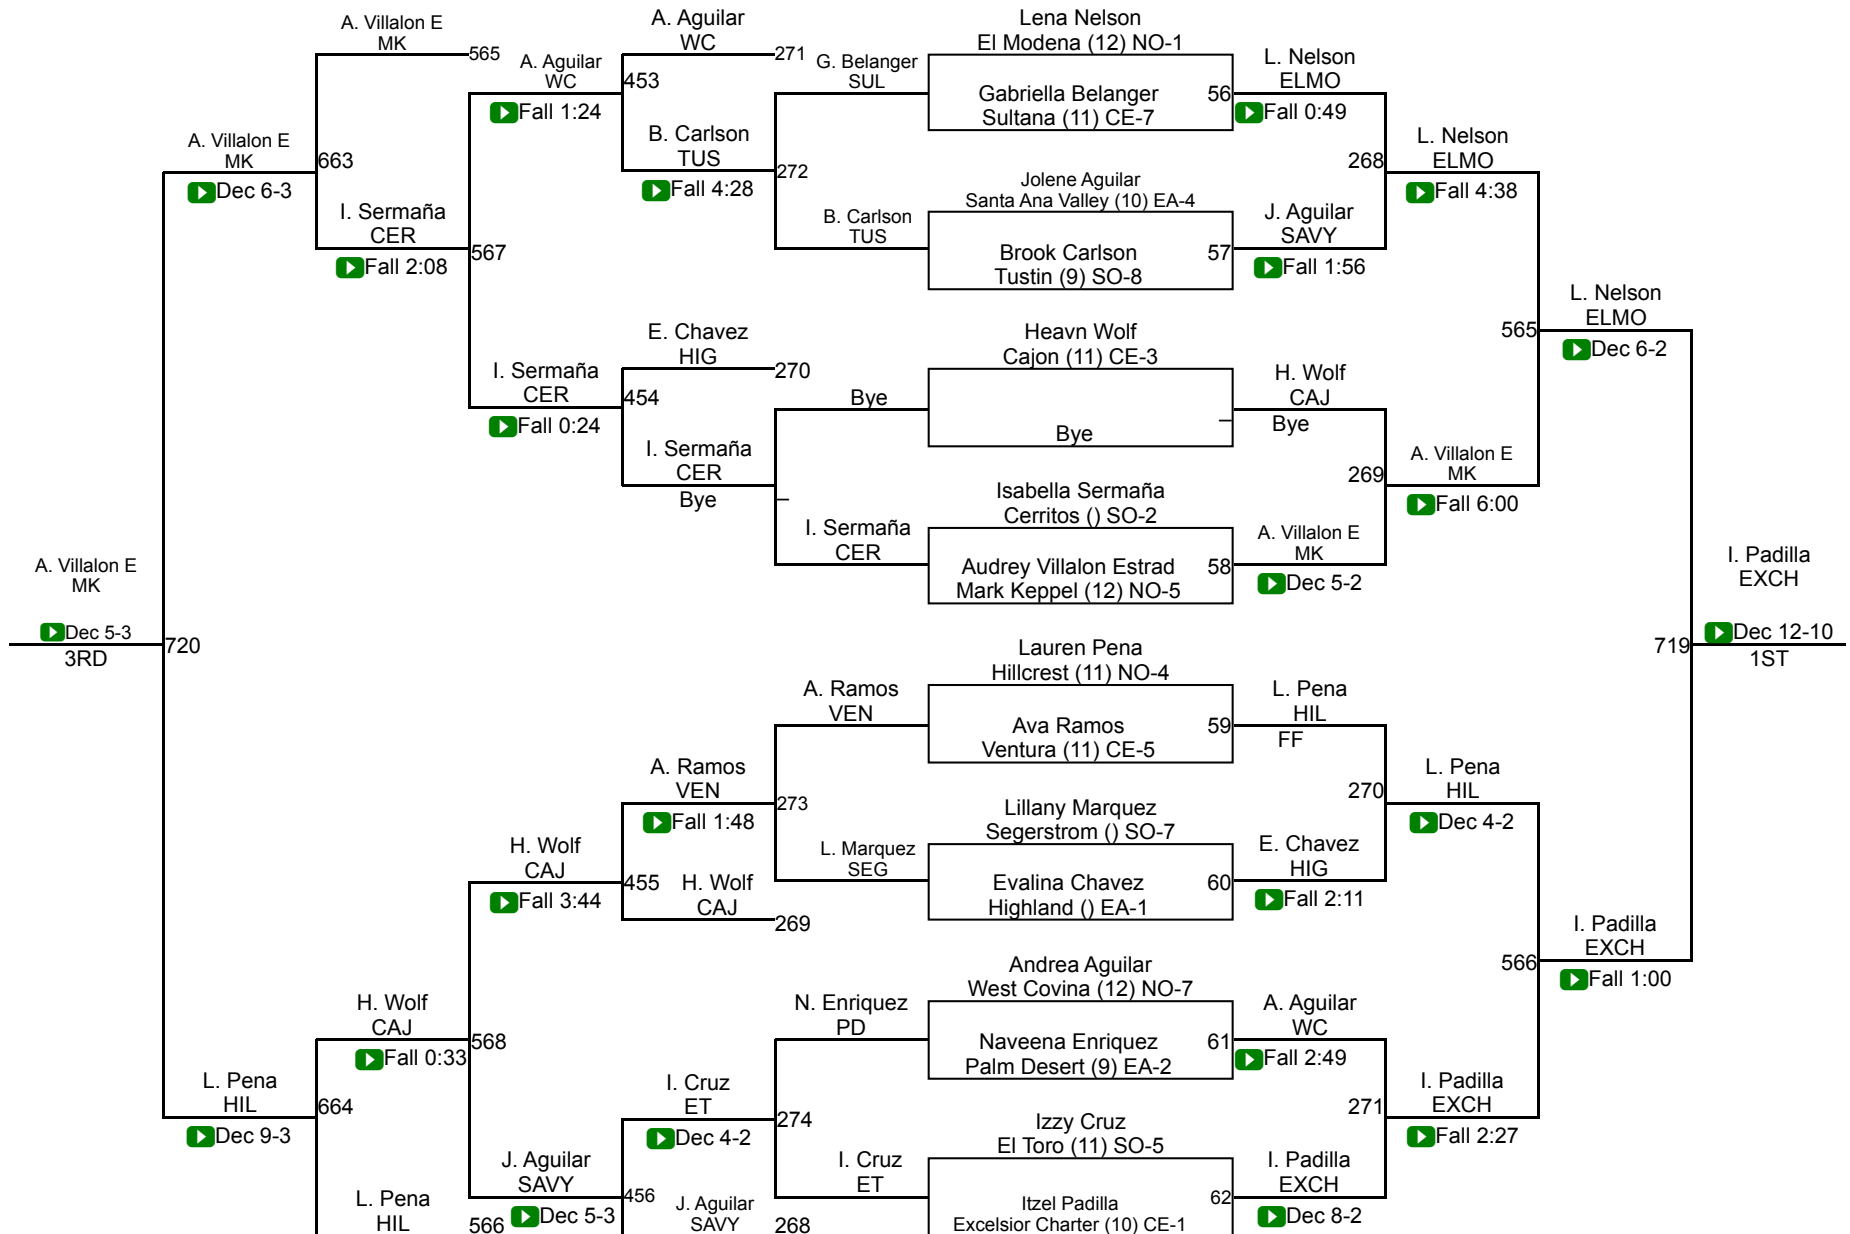 A. Villalon E
MK
565
A. Aguilar
WC
Fall 1:24
A. Aguilar
WC
271
453
B. Carlson
TUS
Fall 4:28
G. Belanger
SUL
272
B. Carlson
TUS
Lena Nelson
El Modena (12) NO-1
Gabriella Belanger
Sultana (11) CE-7
56
L. Nelson
ELMO
Fall 0:49
Jolene Aguilar
Santa Ana Valley (10) EA-4
Brook Carlson
Tustin (9) SO-8
57
J. Aguilar
SAVY
Fall 1:56
268
L. Nelson
ELMO
Fall 4:38
A. Villalon E
MK
Dec 6-3
663
I. Sermaña
CER
Fall 2:08
567
I. Sermaña
CER
Fall 0:24
E. Chavez
HIG
270
454
I. Sermaña
CER
Bye
Bye
–
I. Sermaña
CER
Heavn Wolf
Cajon (11) CE-3
Bye
–
H. Wolf
CAJ
Bye
Isabella Sermaña
Cerritos () SO-2
Audrey Villalon Estrad
Mark Keppel (12) NO-5
58
A. Villalon E
MK
Dec 5-2
269
A. Villalon E
MK
Fall 6:00
565
L. Nelson
ELMO
Dec 6-2
A. Villalon E
MK
Dec 5-3
3RD
720
719
I. Padilla
EXCH
Dec 12-10
1ST
Lauren Pena
Hillcrest (11) NO-4
Ava Ramos
Ventura (11) CE-5
59
L. Pena
HIL
FF
A. Ramos
VEN
A. Ramos
VEN
Fall 1:48
273
L. Marquez
SEG
Lillany Marquez
Segerstrom () SO-7
Evalina Chavez
Highland () EA-1
60
E. Chavez
HIG
Fall 2:11
270
L. Pena
HIL
Dec 4-2
H. Wolf
CAJ
Fall 3:44
455
H. Wolf
CAJ
269
566
I. Padilla
EXCH
Fall 1:00
H. Wolf
CAJ
Fall 0:33
568
N. Enriquez
PD
Andrea Aguilar
West Covina (12) NO-7
Naveena Enriquez
Palm Desert (9) EA-2
61
A. Aguilar
WC
Fall 2:49
L. Pena
HIL
Dec 9-3
664
I. Cruz
ET
Dec 4-2
274
I. Cruz
ET
Izzy Cruz
El Toro (11) SO-5
Itzel Padilla
Excelsior Charter (10) CE-1
62
I. Padilla
EXCH
Dec 8-2
271
I. Padilla
EXCH
Fall 2:27
J. Aguilar
SAVY
Dec 5-3
456
J. Aguilar
SAVY
268
L. Pena
HIL
566